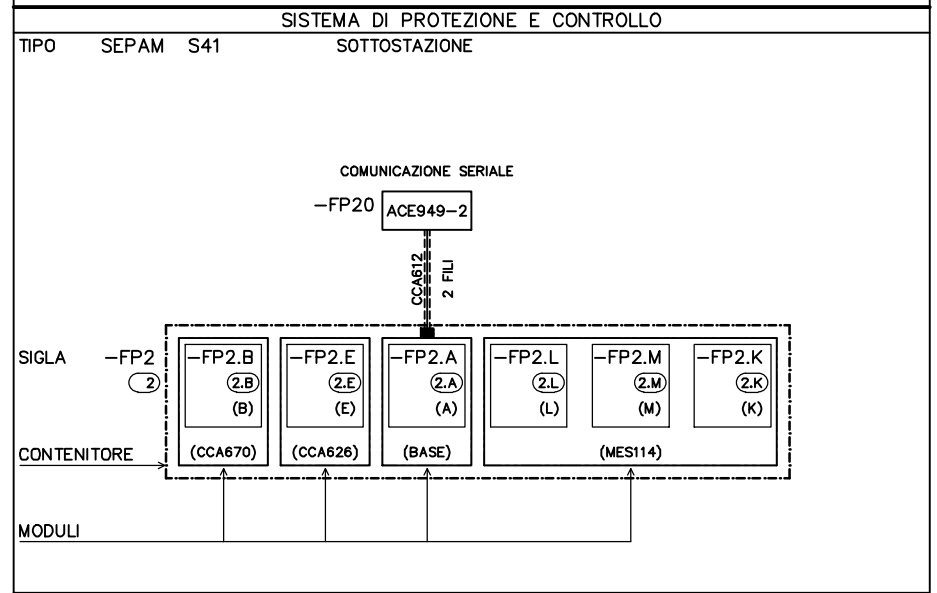 SISTEMA DI PROTEZIONE E CONTROLLO
TIPO SEPAM S41 SOTTOSTAZIONE
COMUNICAZIONE SERIALE
-FP20 ACE949-2
CCA612
2 FILI
SIGLA -FP2 -FP2.B -FP2.E -FP2.A -FP2.L -FP2.M -FP2.K
2 2.B 2.E 2.A 2.L 2.M 2.K
(B) (E) (A) (L) (M) (K)
CONTENITORE (CCA670) (CCA626) (BASE) (MES114)
MODULI